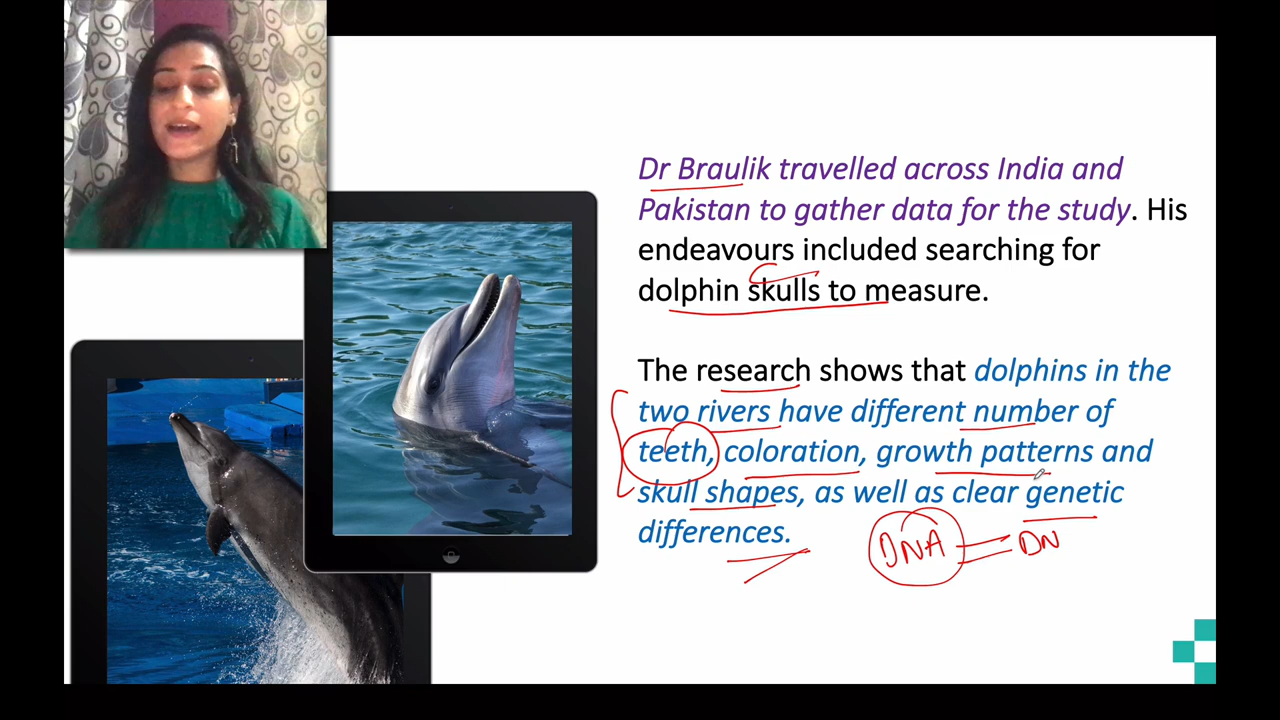 Dr Braulik travelled across India and
Pakistan to gather data for the study. His
endeavours included searching for
dolphin skulls to measure.
The research shows that dolphins in the
two rivers have different number of
teeth, coloration, growth patterns and
skull shapes, as well as clear genetic
differences.
DNA DN